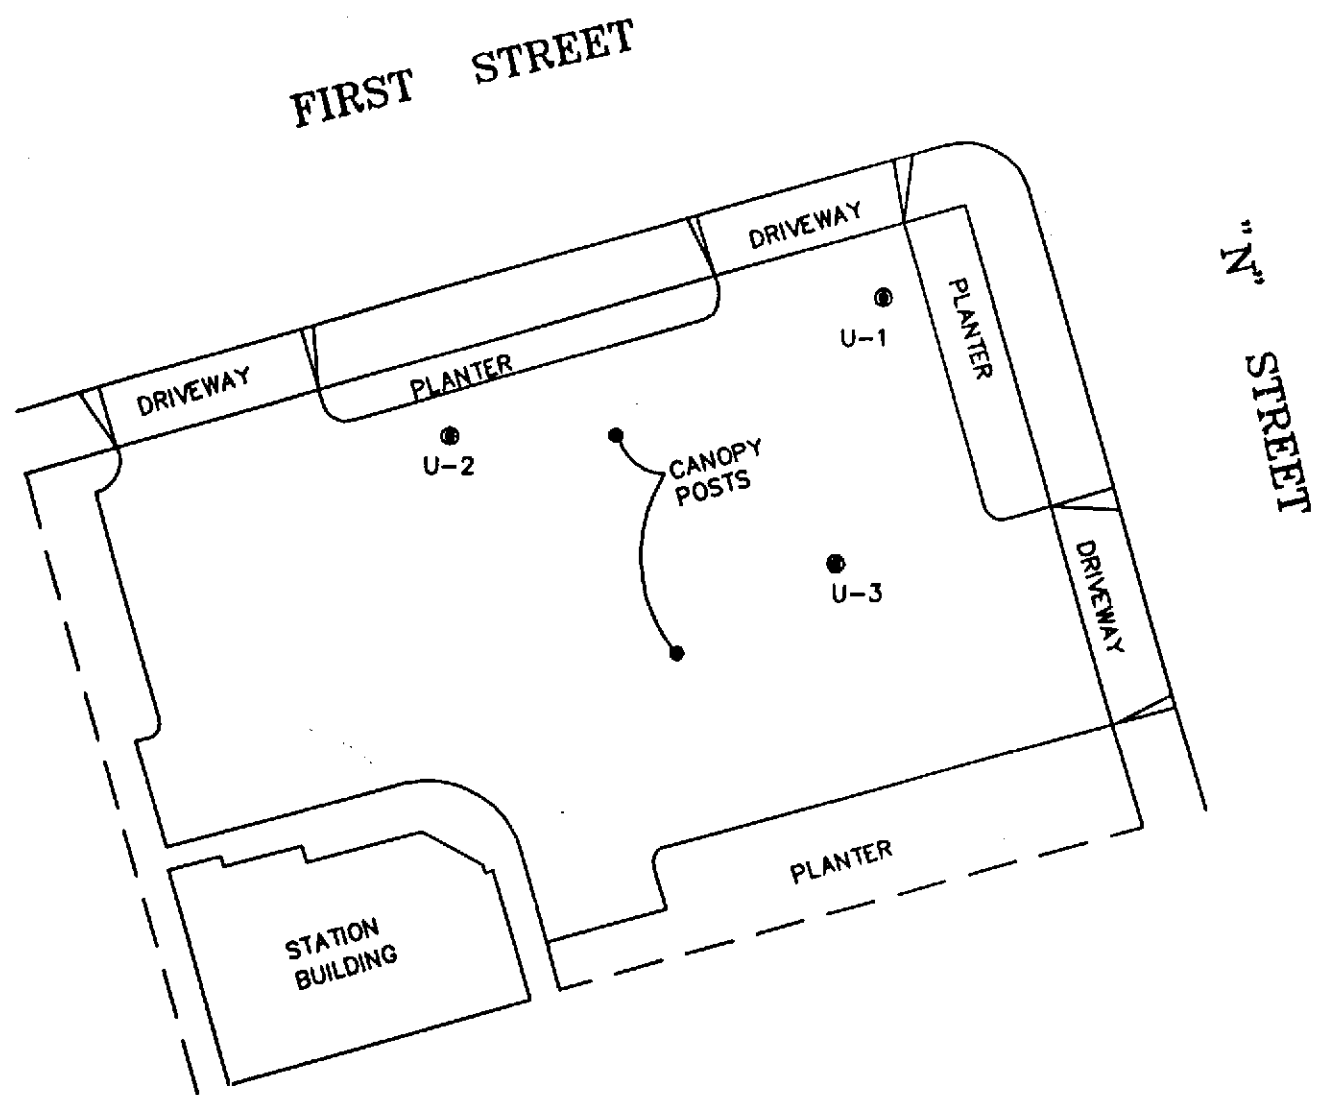 FIRST STREET
"N" STREET
DRIVEWAY
DRIVEWAY
PLANTER
PLANTER
U-1
U-2
CANOPY
POSTS
U-3
DRIVEWAY
PLANTER
STATION
BUILDING